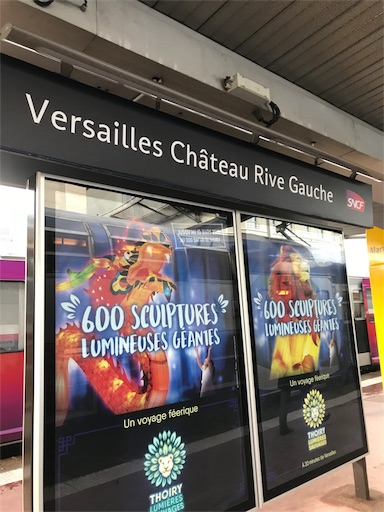 Versailles Château Rive Gauche
SNCF
600 SCULPTURES
LUMINEUSES GÉANTES
Un voyage féerique
THOIRY
LUMIÈRES
SAUVAGES
600 SCULPTURES
LUMINEUSES GÉANTES
Un voyage féerique
THOIRY